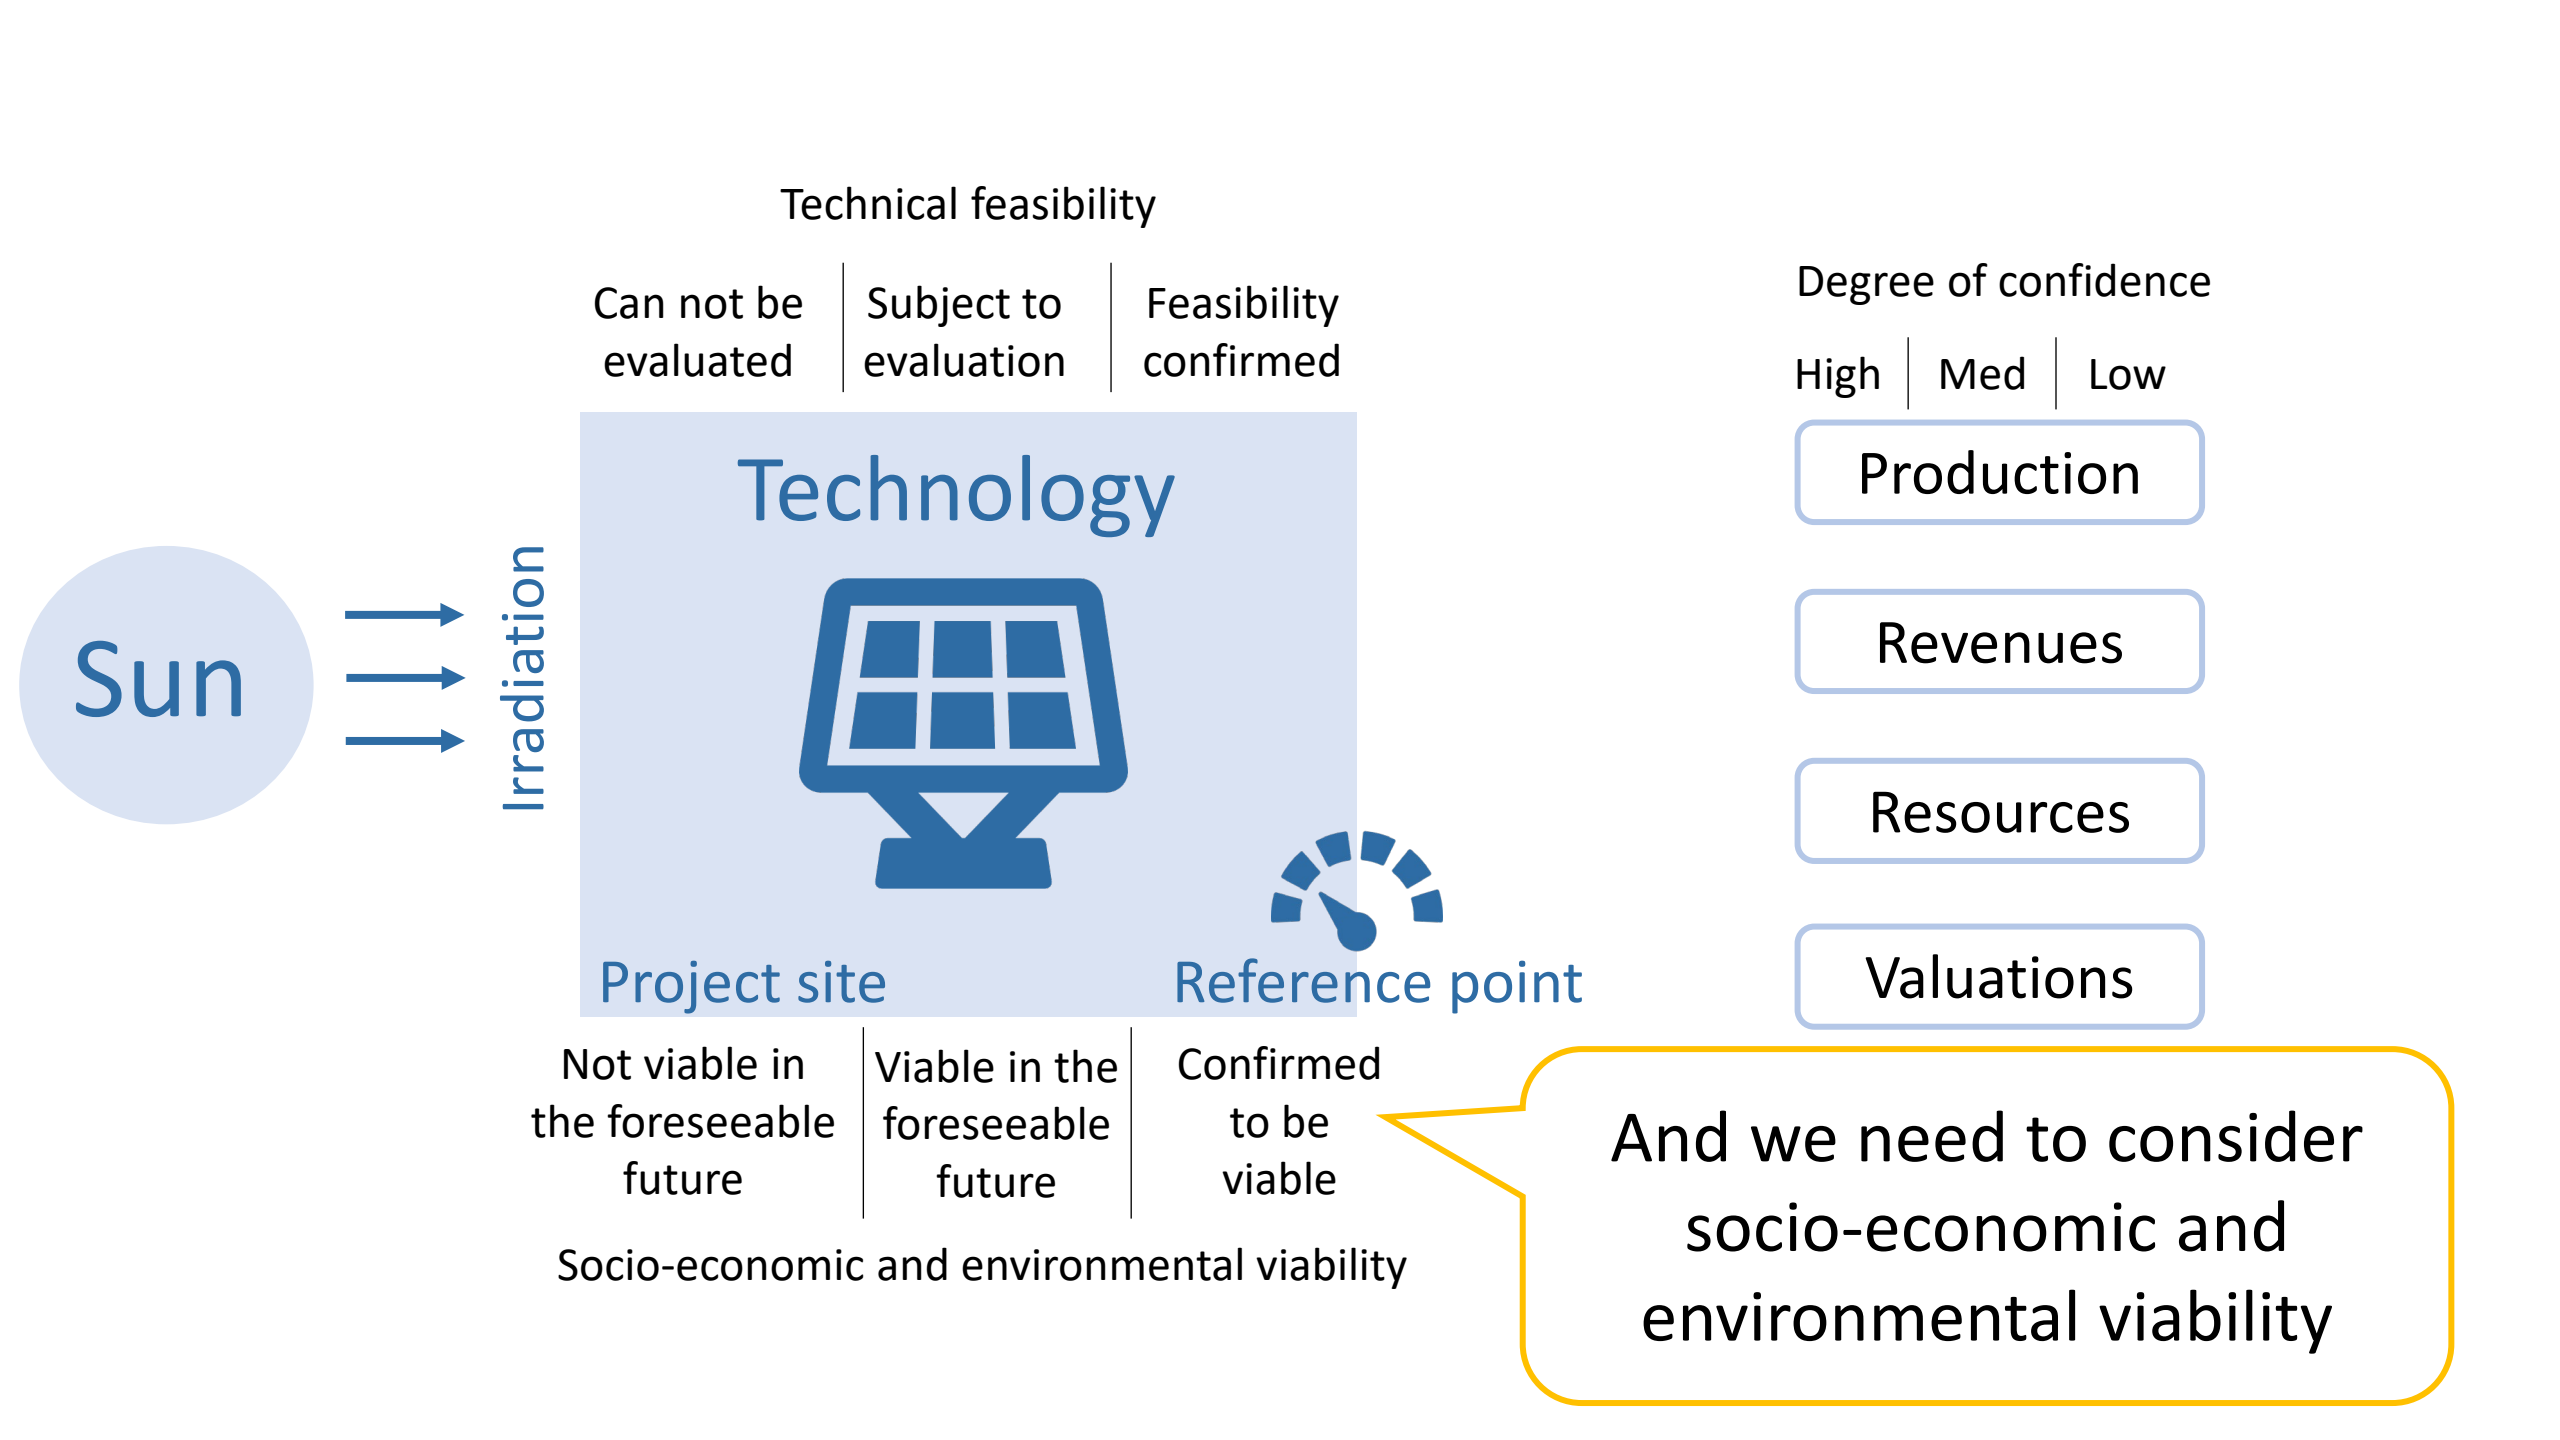 Technical feasibility
Can not be
evaluated
Subject to
evaluation
Feasibility
confirmed
Degree of confidence
High
Med
Low
Sun
Irradiation
Technology
Project site
Reference point
Production
Revenues
Resources
Valuations
Not viable in
the foreseeable
future
Viable in the
foreseeable
future
Confirmed
to be
viable
Socio-economic and environmental viability
And we need to consider
socio-economic and
environmental viability